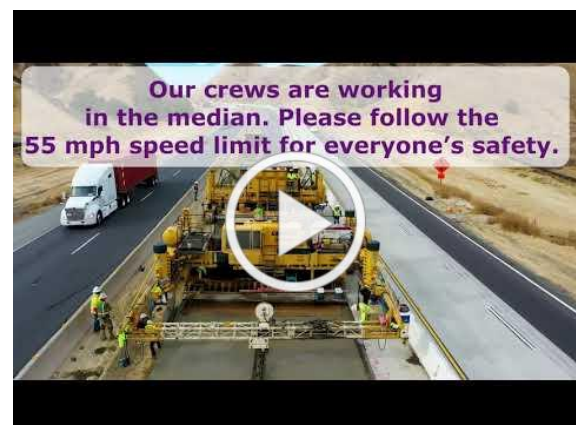 Our crews are working
in the median. Please follow the
55 mph speed limit for everyone’s safety.